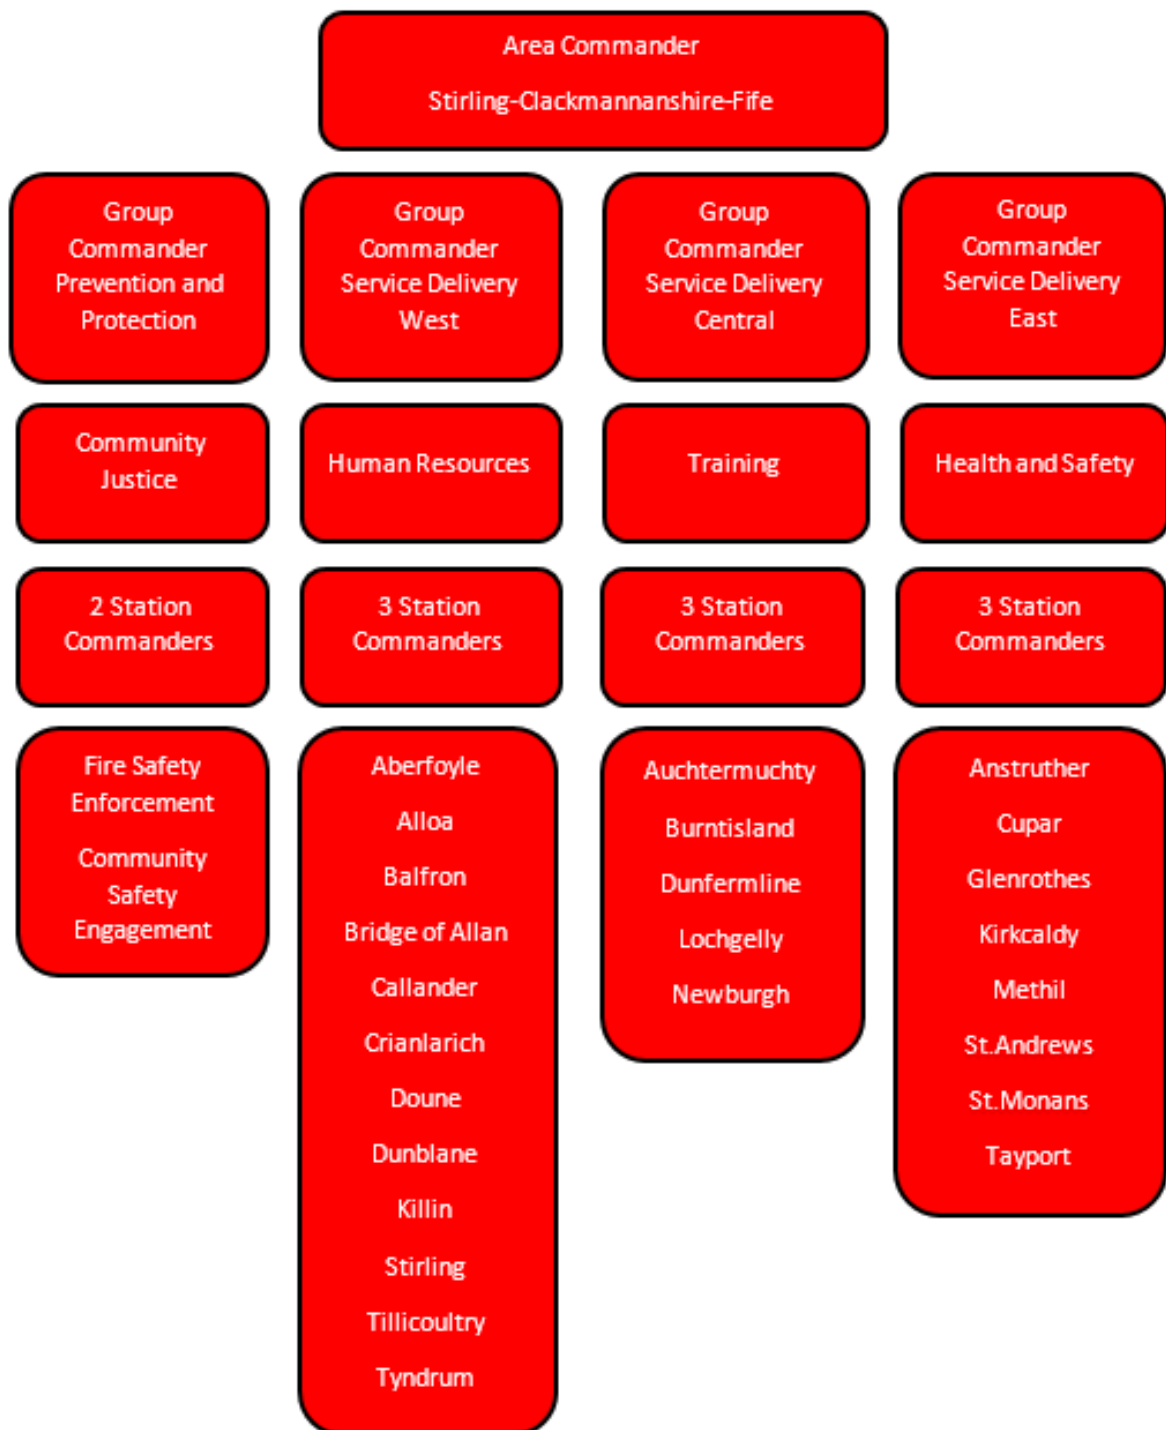 Area Commander
Stirling-Clackmannanshire-Fife
Group
Commander
Prevention and
Protection
Group
Commander
Service Delivery
West
Group
Commander
Service Delivery
Central
Group
Commander
Service Delivery
East
Community
Justice
Human Resources
Training
Health and Safety
2 Station
Commanders
3 Station
Commanders
3 Station
Commanders
3 Station
Commanders
Fire Safety
Enforcement
Community
Safety
Engagement
Aberfoyle
Alloa
Balfron
Bridge of Allan
Callander
Crianlarich
Doune
Dunblane
Killin
Stirling
Tillicoultry
Tyndrum
Auchtermuchty
Burntisland
Dunfermline
Lochgelly
Newburgh
Anstruther
Cupar
Glenrothes
Kirkcaldy
Methil
St.Andrews
St.Monans
Tayport